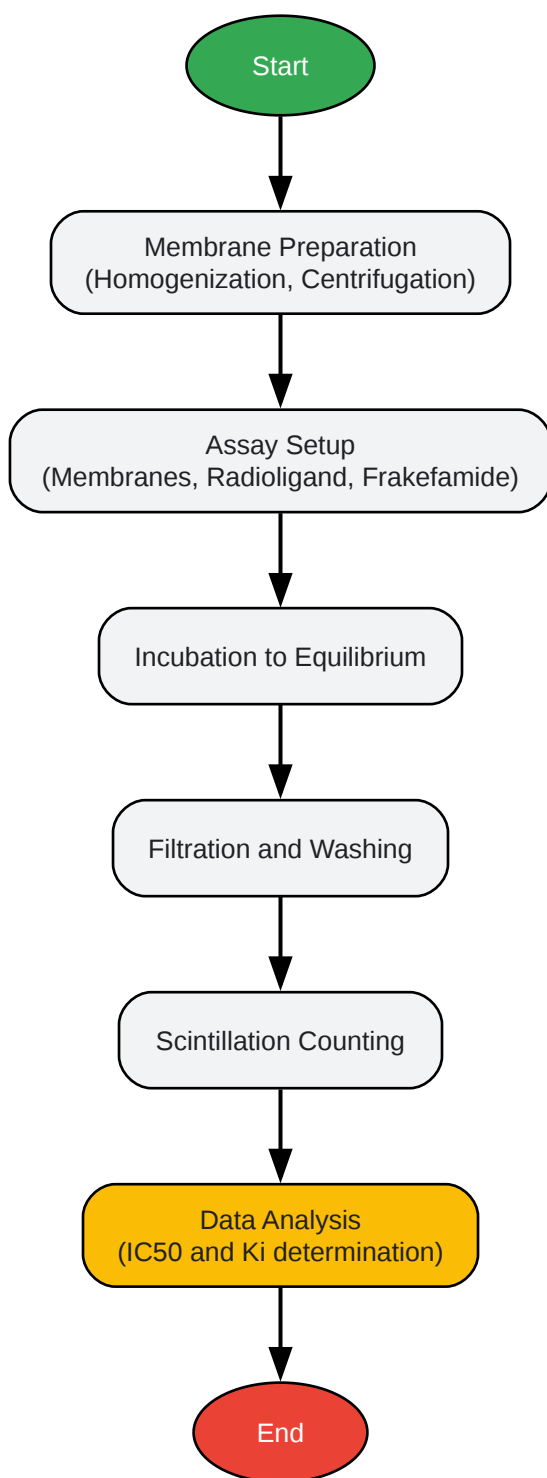 Start
Membrane Preparation
(Homogenization, Centrifugation)
Assay Setup
(Membranes, Radioligand, Frakefamide)
Incubation to Equilibrium
Filtration and Washing
Scintillation Counting
Data Analysis
(IC50 and Ki determination)
End